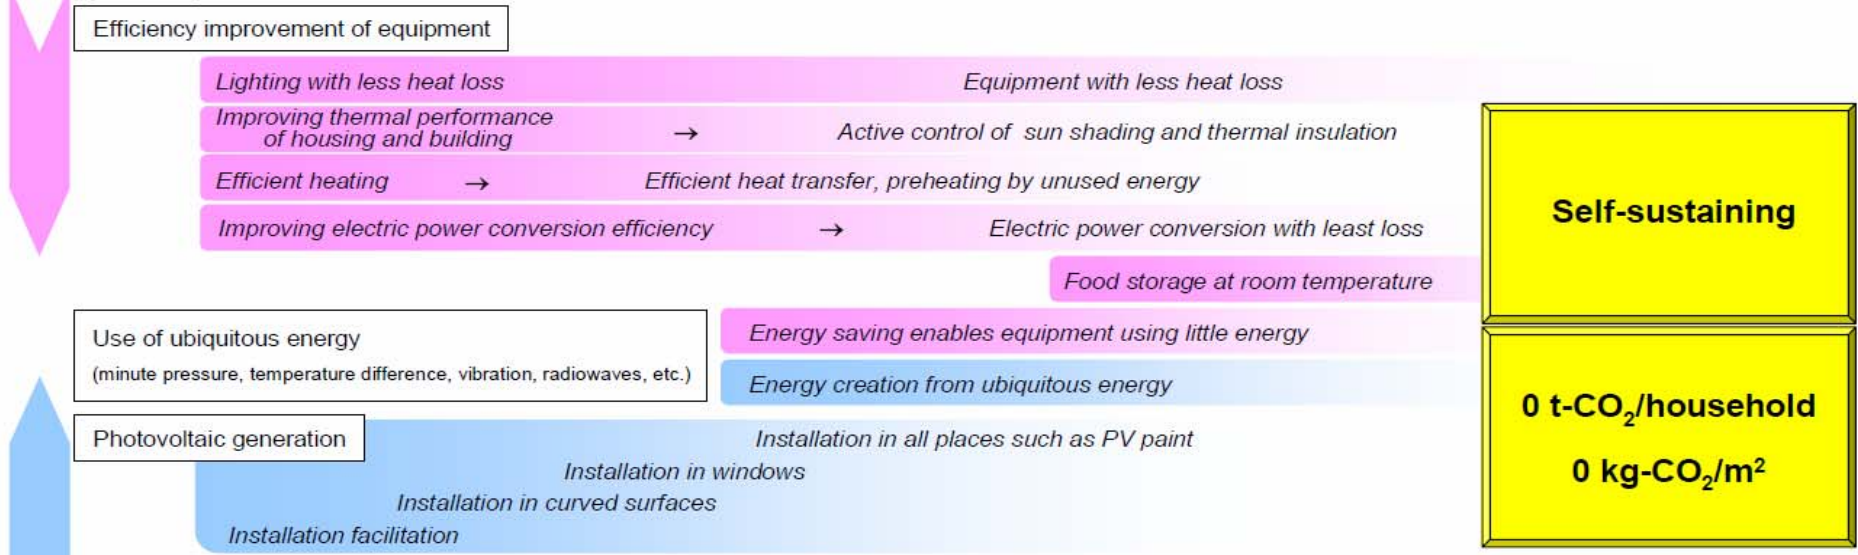 Efficiency improvement of equipment
Lighting with less heat loss Equipment with less heat loss
Improving thermal performance
of housing and building → Active control of sun shading and thermal insulation
Efficient heating → Efficient heat transfer, preheating by unused energy
Improving electric power conversion efficiency → Electric power conversion with least loss
Self-sustaining
Food storage at room temperature
Use of ubiquitous energy
(minute pressure, temperature difference, vibration, radiowaves, etc.)
Energy saving enables equipment using little energy
Energy creation from ubiquitous energy
0 t-CO₂/household
0 kg-CO₂/m²
Photovoltaic generation
Installation in all places such as PV paint
Installation in windows
Installation in curved surfaces
Installation facilitation